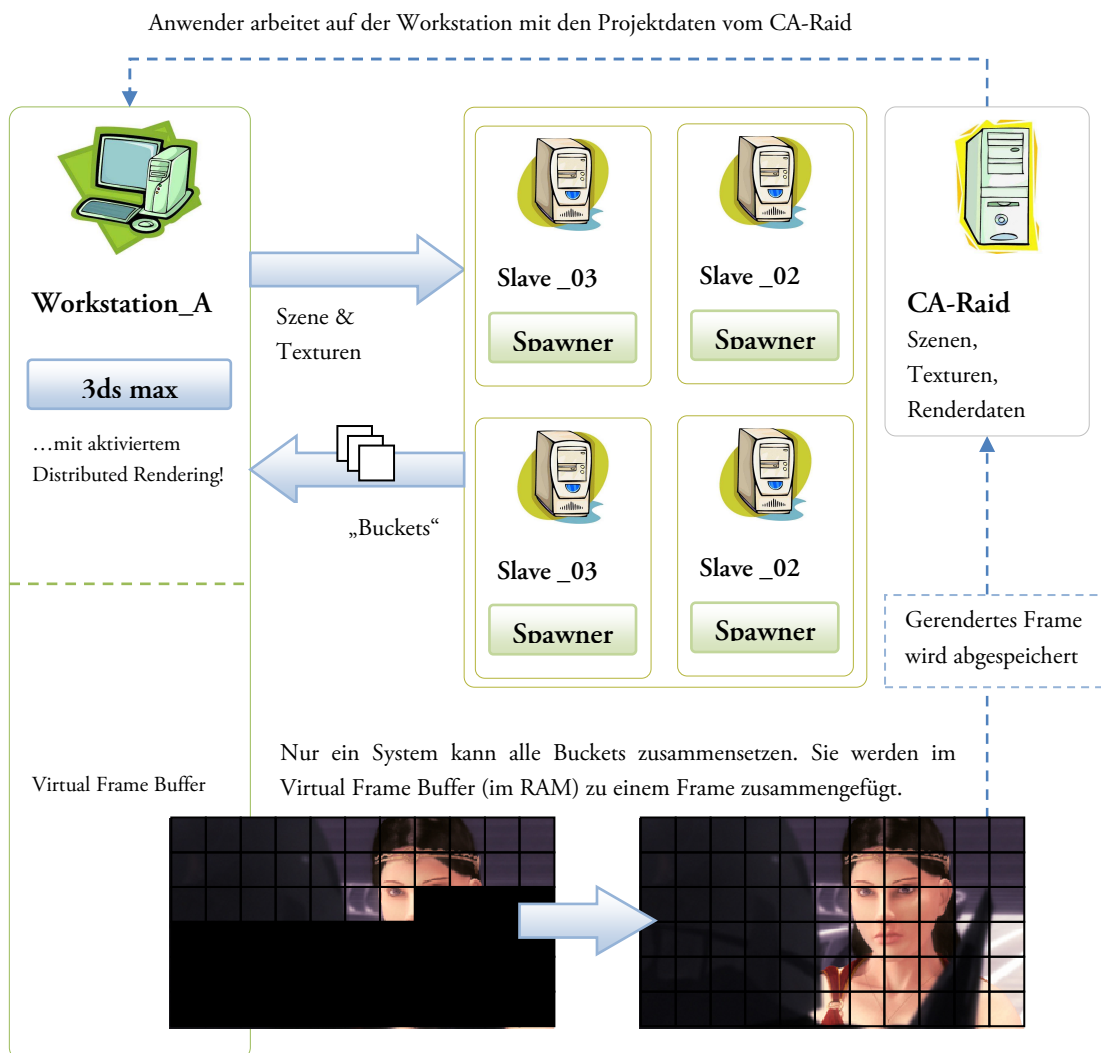 Anwender arbeitet auf der Workstation mit den Projektdaten vom CA-Raid
Workstation_A
3ds max
…mit aktiviertem
Distributed Rendering!
Szene &
Texturen
„Buckets“
Slave _03
Spawner
Slave _02
Spawner
Slave _03
Spawner
Slave _02
Spawner
CA-Raid
Szenen,
Texturen,
Renderdaten
Gerendertes Frame
wird abgespeichert
Nur ein System kann alle Buckets zusammensetzen. Sie werden im
Virtual Frame Buffer (im RAM) zu einem Frame zusammengefügt.
Virtual Frame Buffer